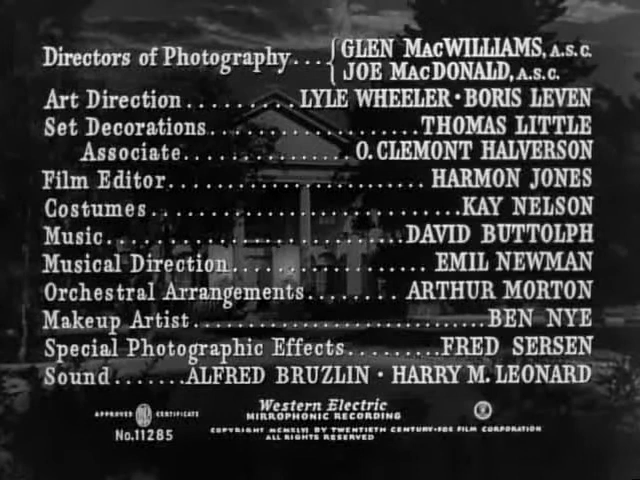 Directors of Photography.... { GLEN MacWILLIAMS, A.S.C.
JOE MacDONALD, A.S.C.
Art Direction.........LYLE WHEELER • BORIS LEVEN
Set Decorations..................THOMAS LITTLE
Associate..............O. CLEMONT HALVERSON
Film Editor......................HARMON JONES
Costumes..........................KAY NELSON
Music.........................DAVID BUTTOLPH
Musical Direction................EMIL NEWMAN
Orchestral Arrangements........ARTHUR MORTON
Makeup Artist.........................BEN NYE
Special Photographic Effects.........FRED SERSEN
Sound.......ALFRED BRUZLIN • HARRY M. LEONARD
APPROVED CERTIFICATE
No. 11285
Western Electric
MIRROPHONIC RECORDING
COPYRIGHT MCMXLVI BY TWENTIETH CENTURY-FOX FILM CORPORATION
ALL RIGHTS RESERVED